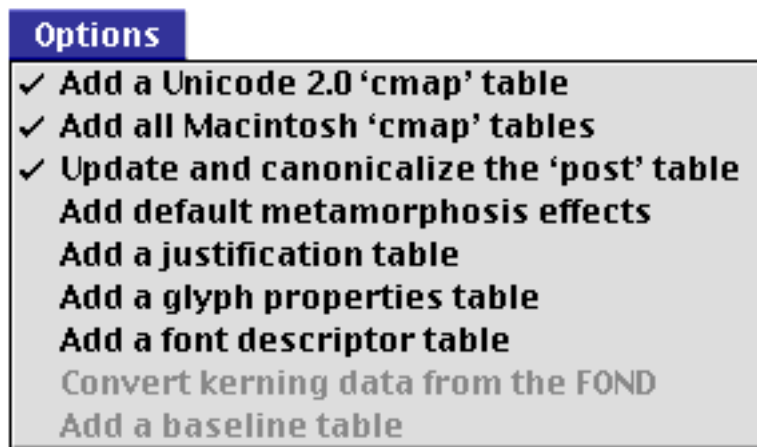 Options
✓ Add a Unicode 2.0 ‘cmap’ table
✓ Add all Macintosh ‘cmap’ tables
✓ Update and canonicalize the ‘post’ table
Add default metamorphosis effects
Add a justification table
Add a glyph properties table
Add a font descriptor table
Convert kerning data from the FOND
Add a baseline table